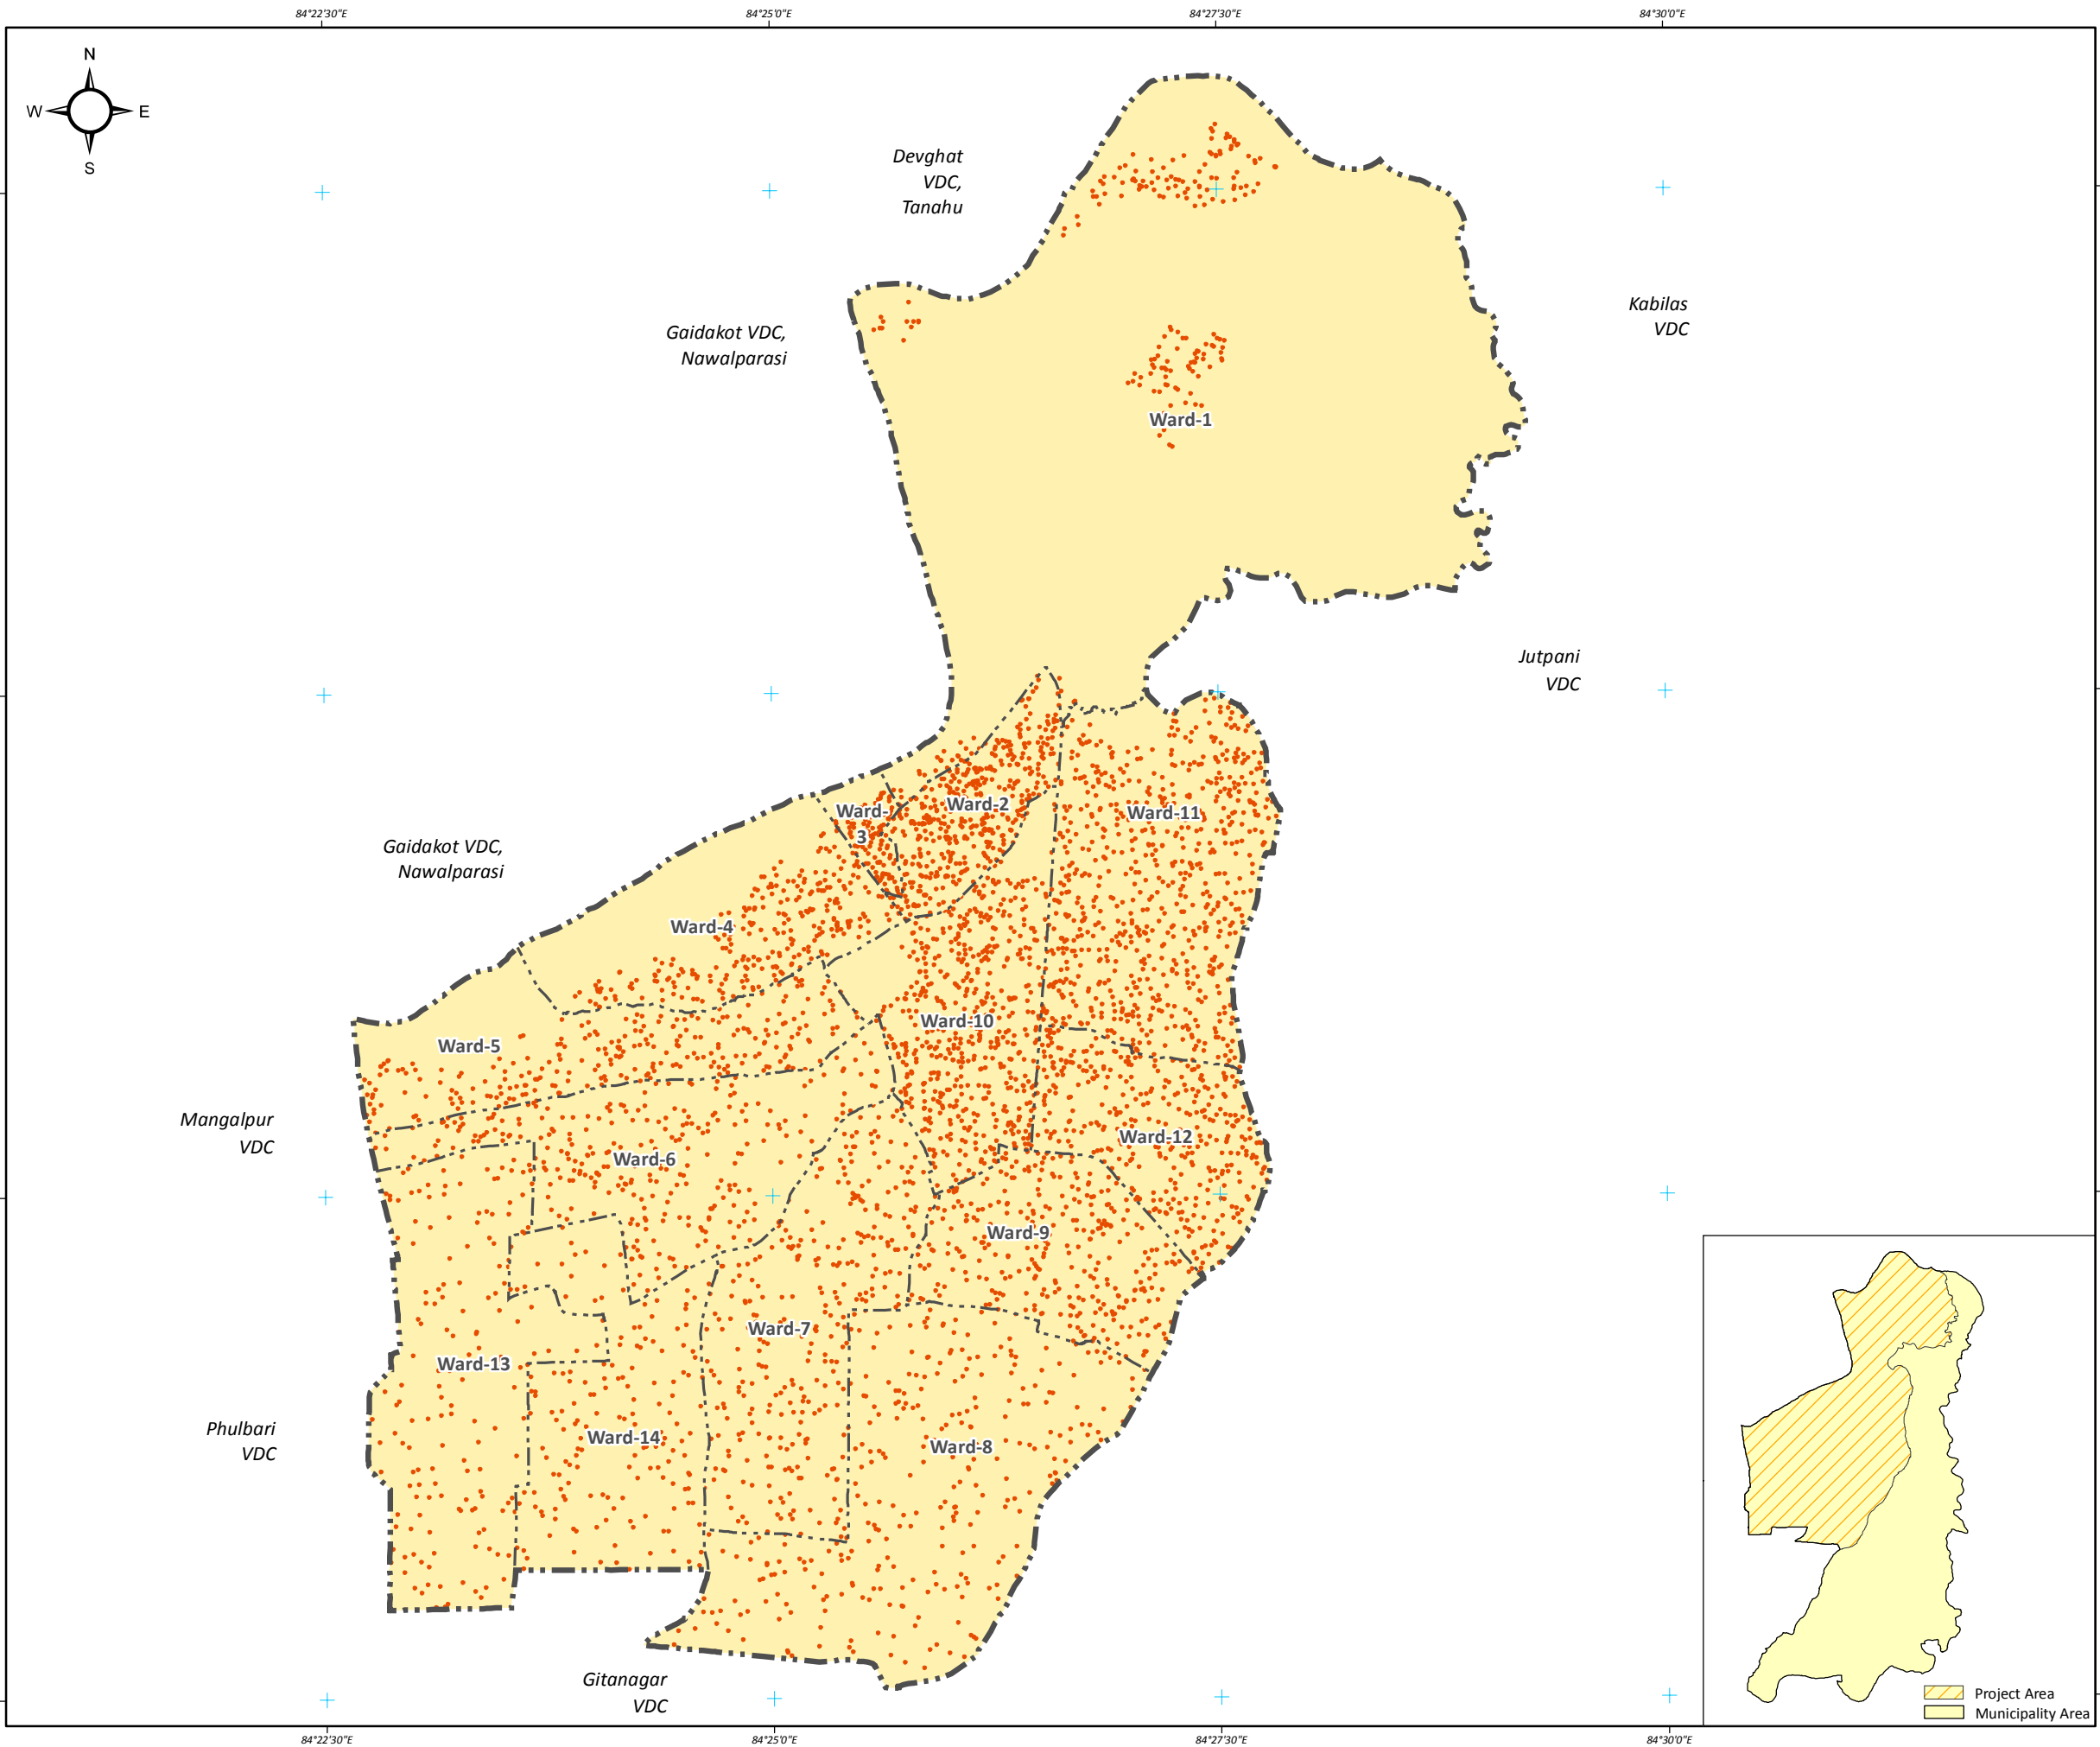 84°22'30"E
84°25'0"E
84°27'30"E
84°30'0"E
N
W
E
S
Devghat
VDC,
Tanahu
Kabilas
VDC
Gaidakot VDC,
Nawalparasi
Ward-1
Jutpani
VDC
Ward-2
Ward-
3
Ward-11
Gaidakot VDC,
Nawalparasi
Ward-4
Ward-10
Ward-5
Mangalpur
VDC
Ward-12
Ward-6
Ward-9
Ward-7
Ward-13
Phulbari
VDC
Ward-14
Ward-8
Gitanagar
VDC
Project Area
Municipality Area
84°22'30"E
84°25'0"E
84°27'30"E
84°30'0"E